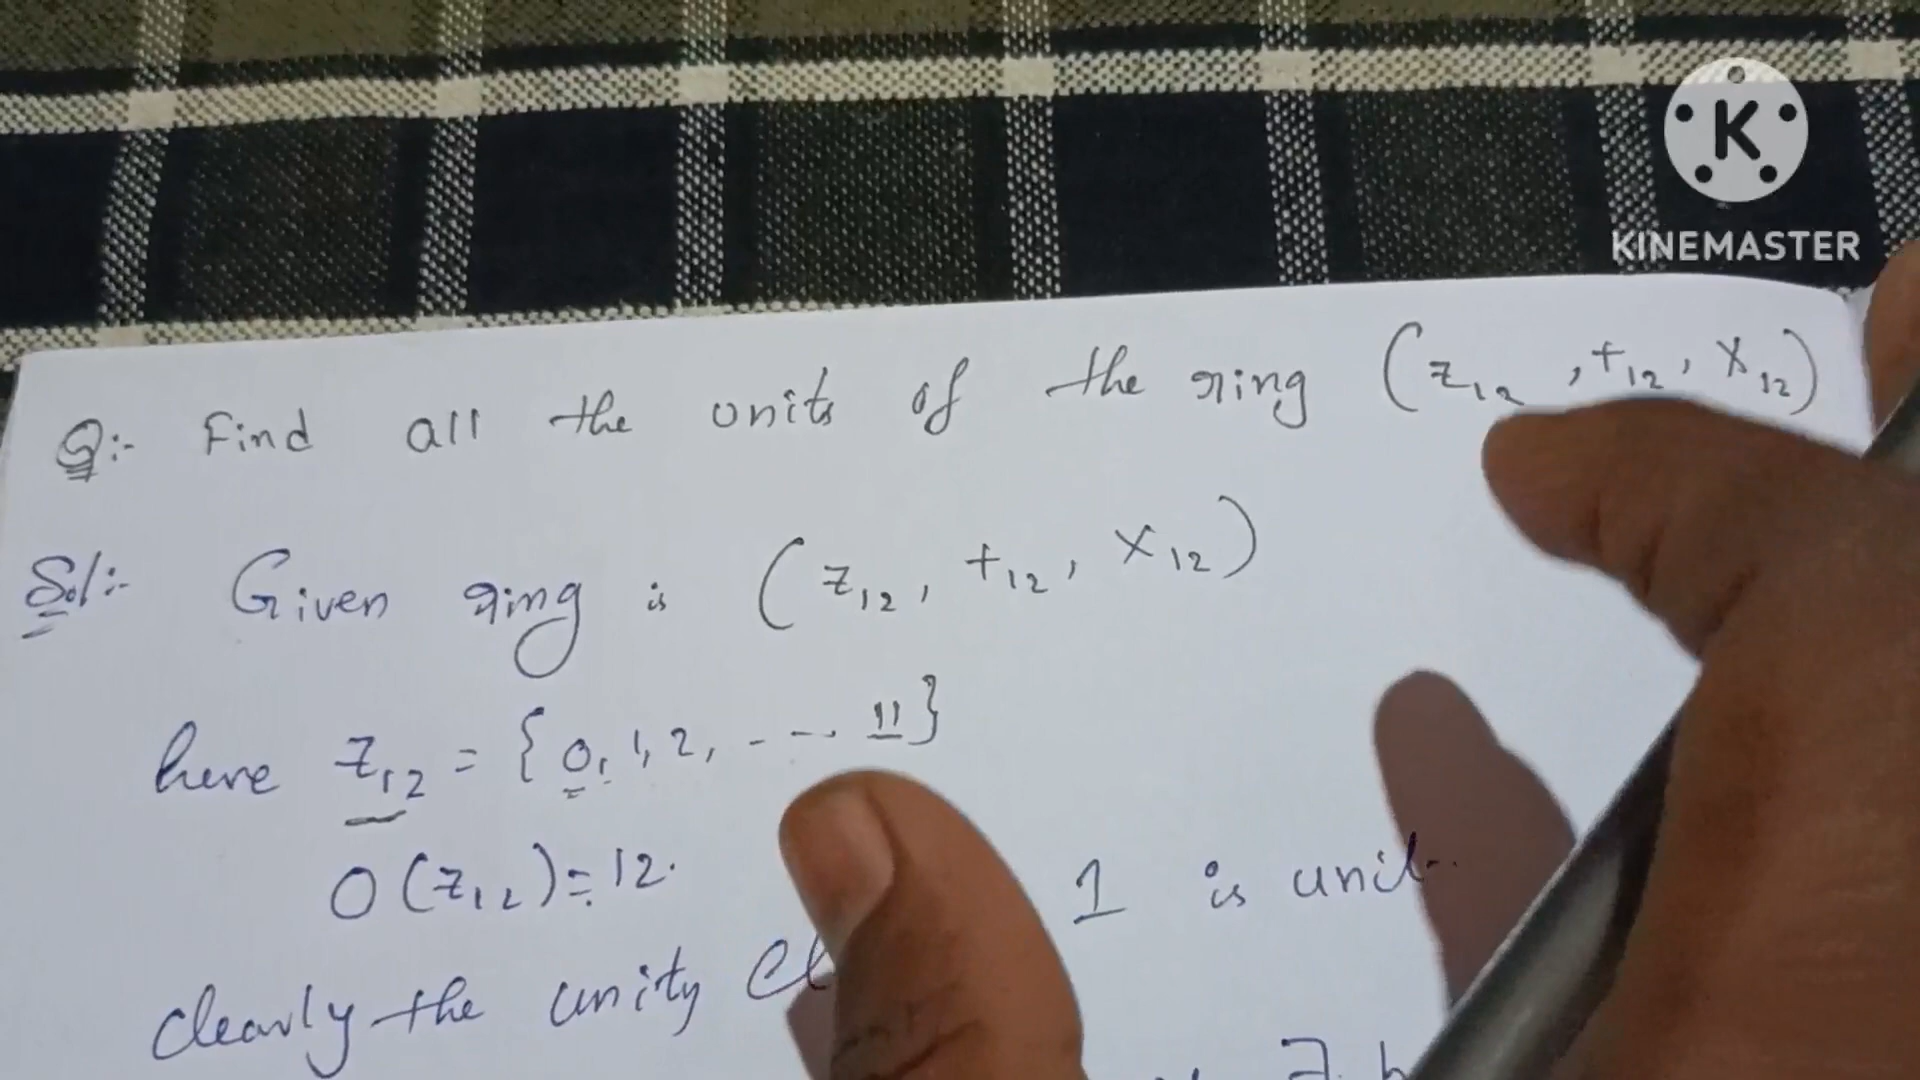 K
KINEMASTER
Q:- Find all the units of the ring (Z12, +12, X12)
Sol:- Given ring is (Z12, +12, X12)
here Z12 = {0, 1, 2, - - - 11}
O(Z12) = 12.
clearly the unity
1 is unit